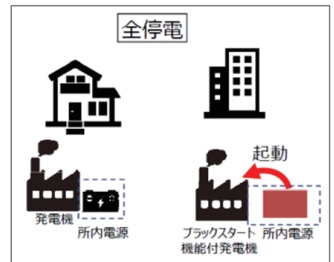 全停電
起動
発電機
所内電源
ブラックスタート
機能付発電機
所内電源